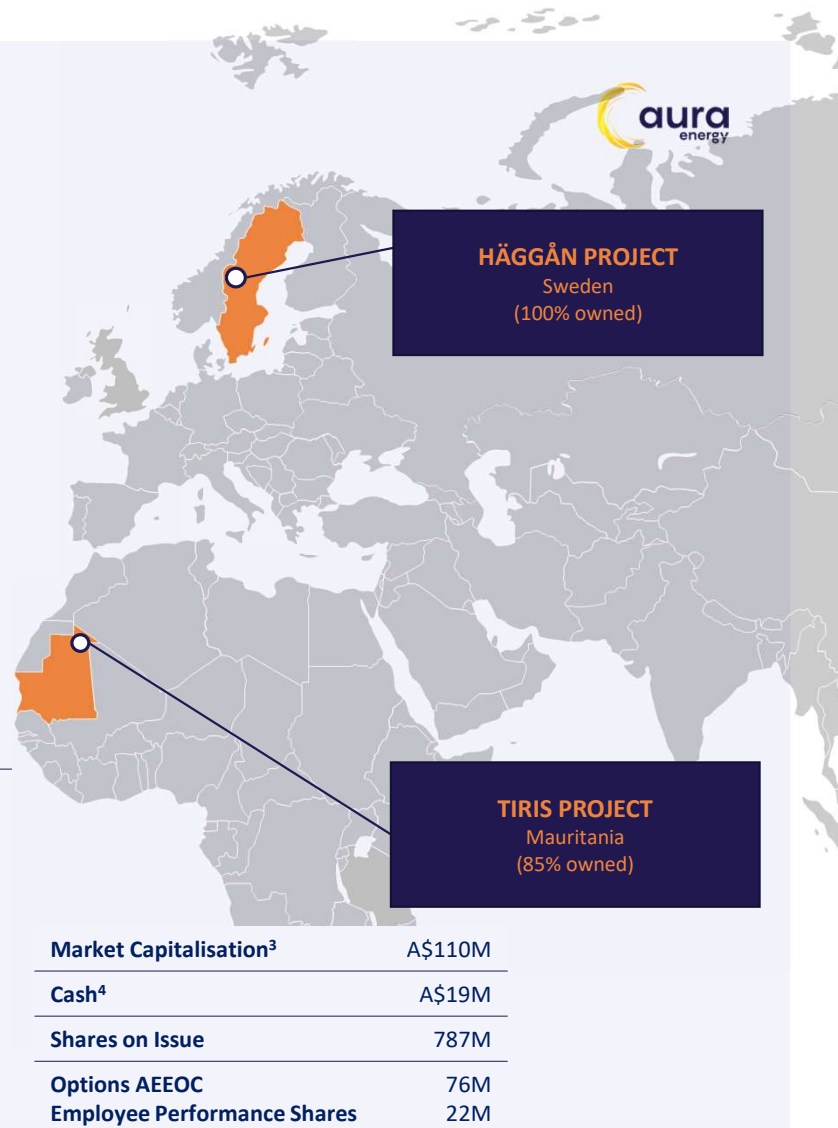 aura
energy
HÄGGÅN PROJECT
Sweden
(100% owned)
TIRIS PROJECT
Mauritania
(85% owned)
Market Capitalisation³ A$110M
Cash⁴ A$19M
Shares on Issue 787M
Options AEEOC 76M
Employee Performance Shares 22M